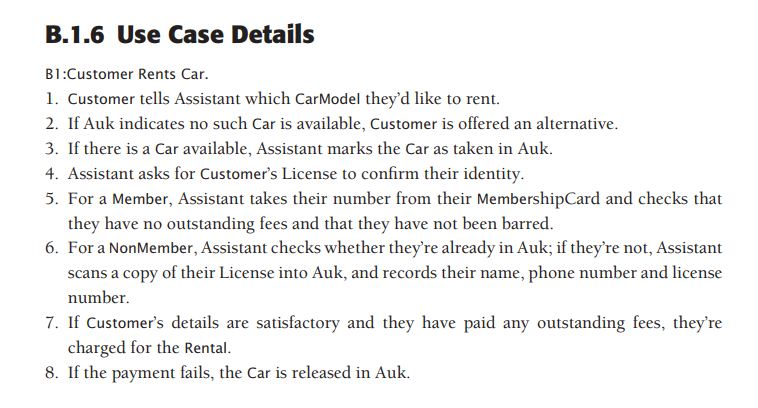 B.1.6 Use Case Details
B1:Customer Rents Car.
1. Customer tells Assistant which CarModel they'd like to rent.
2. If Auk indicates no such Car is available, Customer is offered an alternative.
3. If there is a Car available, Assistant marks the Car as taken in Auk.
4. Assistant asks for Customer's License to confirm their identity.
5. For a Member, Assistant takes their number from their MembershipCard and checks that
they have no outstanding fees and that they have not been barred.
6. For a NonMember, Assistant checks whether they're already in Auk; if they're not, Assistant
scans a copy of their License into Auk, and records their name, phone number and license
number.
7. If Customer's details are satisfactory and they have paid any outstanding fees, they're
charged for the Rental.
8. If the payment fails, the Car is released in Auk.